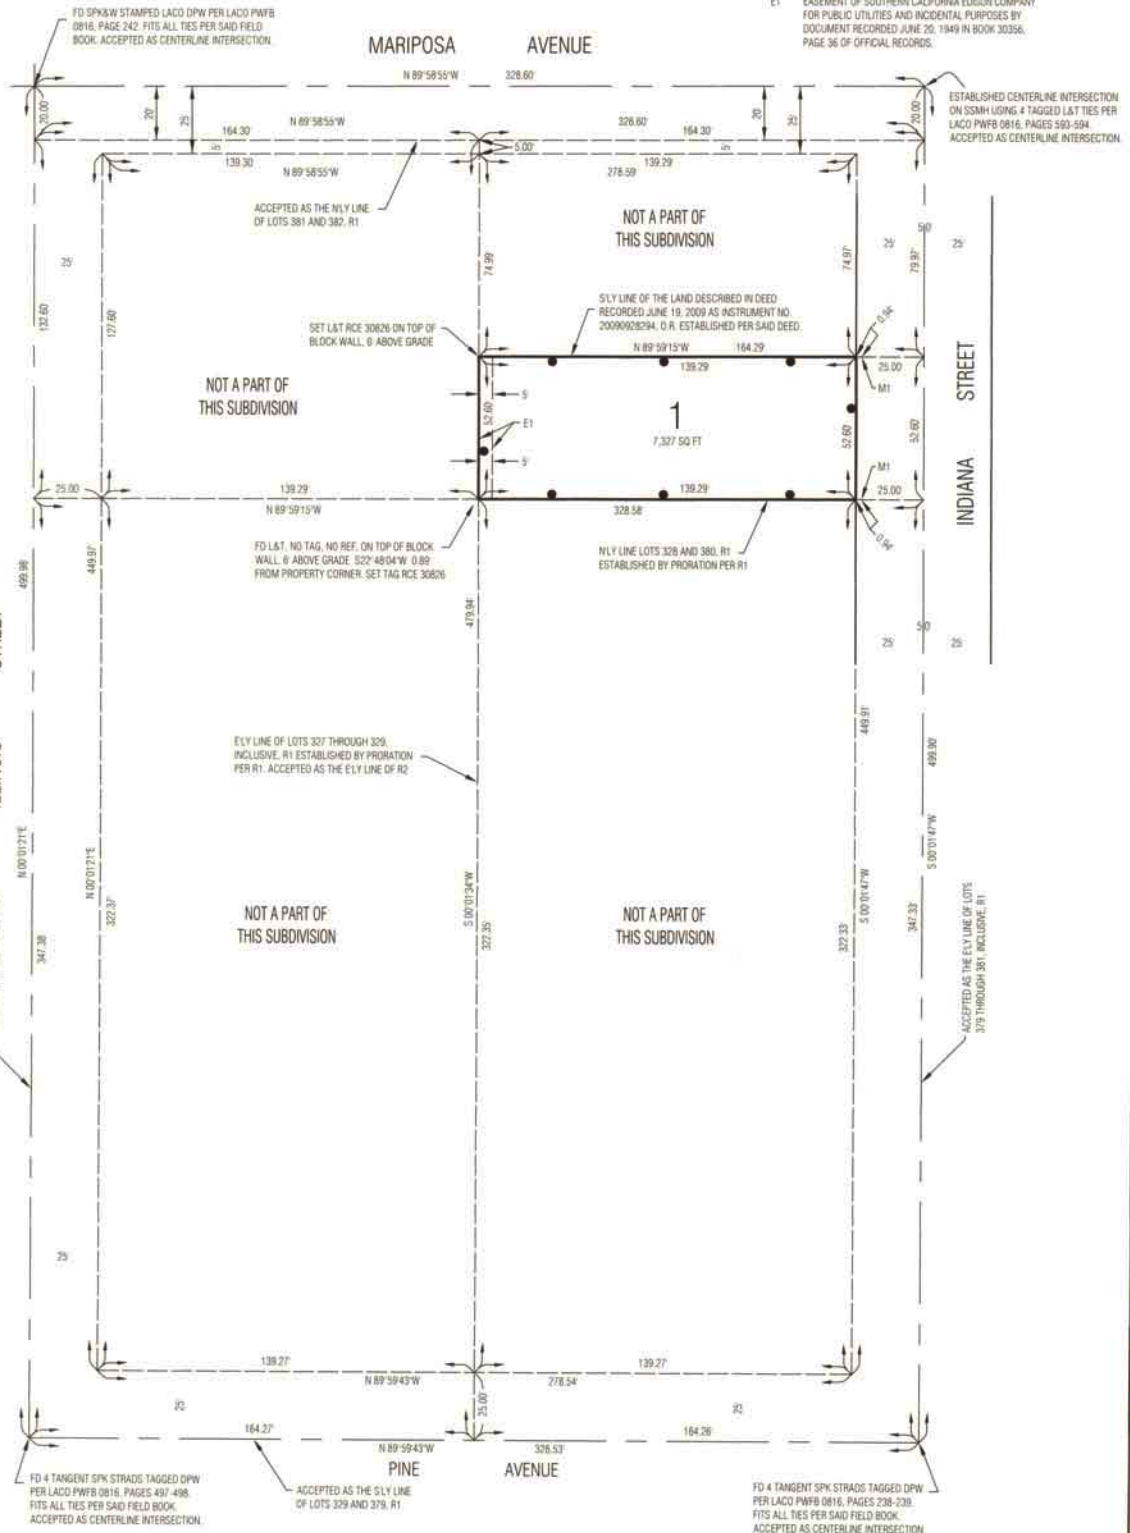 FD SPK&W STAMPED LACO DPW PER LACO PWFB
0816, PAGE 242. FITS ALL TIES PER SAID FIELD
BOOK. ACCEPTED AS CENTERLINE INTERSECTION.
E1 EASEMENT OF SOUTHERN CALIFORNIA EDISON COMPANY
FOR PUBLIC UTILITIES AND INCIDENTAL PURPOSES BY
DOCUMENT RECORDED JUNE 20, 1949 IN BOOK 30356,
PAGE 36 OF OFFICIAL RECORDS.
MARIPOSA AVENUE
N 89°58'55"W 328.60'
ESTABLISHED CENTERLINE INTERSECTION
ON SSMH USING 4 TAGGED L&T TIES PER
LACO PWFB 0816, PAGES 593-594.
ACCEPTED AS CENTERLINE INTERSECTION.
20.00' 20' 25' 20' 25' 20.00'
N 89°58'55"W 328.60'
164.30' 164.30'
5' 5.00' 5'
139.30' 139.29'
N 89°58'55"W 278.59'
ACCEPTED AS THE N'LY LINE
OF LOTS 381 AND 382, R1
NOT A PART OF
THIS SUBDIVISION
25' 50' 25'
25'
74.99' 74.97' 79.97'
132.60' 127.60'
S'LY LINE OF THE LAND DESCRIBED IN DEED
RECORDED JUNE 19, 2009 AS INSTRUMENT NO.
20090928294, O.R. ESTABLISHED PER SAID DEED.
SET L&T RCE 30826 ON TOP OF
BLOCK WALL, 6' ABOVE GRADE
0.94'
N 89°59'15"W 164.29'
139.29' 25.00'
M1
NOT A PART OF
THIS SUBDIVISION
5'
1
52.60' E1 7,327 SQ FT 52.60' 52.60'
5'
INDIANA STREET
M1
25.00' 139.29' 139.29' 25.00'
N 89°59'15"W 328.58'
0.94'
FD L&T, NO TAG, NO REF, ON TOP OF BLOCK
WALL, 6' ABOVE GRADE. S22°48'04"W 0.89'
FROM PROPERTY CORNER. SET TAG RCE 30826
N'LY LINE LOTS 328 AND 380, R1
ESTABLISHED BY PRORATION PER R1
499.98' 449.97' 479.94'
25' 50' 25'
449.91' 499.90'
E'LY LINE OF LOTS 327 THROUGH 329,
INCLUSIVE, R1 ESTABLISHED BY PRORATION
PER R1. ACCEPTED AS THE E'LY LINE OF R2
N 00°01'21"E N 00°01'21"E S 00°01'34"W S 00°01'47"W S 00°01'47"W
347.38' 322.37' 322.35' 322.33' 347.33'
NOT A PART OF
THIS SUBDIVISION
NOT A PART OF
THIS SUBDIVISION
ACCEPTED AS THE E'LY LINE OF LOTS
379 THROUGH 381, INCLUSIVE, R1
25'
139.27' 139.27'
N 89°59'43"W 278.54'
25' 25.00' 25'
164.27' 164.26'
N 89°59'43"W 328.53'
PINE AVENUE
FD 4 TANGENT SPK STRADS TAGGED DPW
PER LACO PWFB 0816, PAGES 497-498.
FITS ALL TIES PER SAID FIELD BOOK.
ACCEPTED AS CENTERLINE INTERSECTION.
ACCEPTED AS THE S'LY LINE
OF LOTS 329 AND 379, R1
FD 4 TANGENT SPK STRADS TAGGED DPW
PER LACO PWFB 0816, PAGES 238-239.
FITS ALL TIES PER SAID FIELD BOOK.
ACCEPTED AS CENTERLINE INTERSECTION